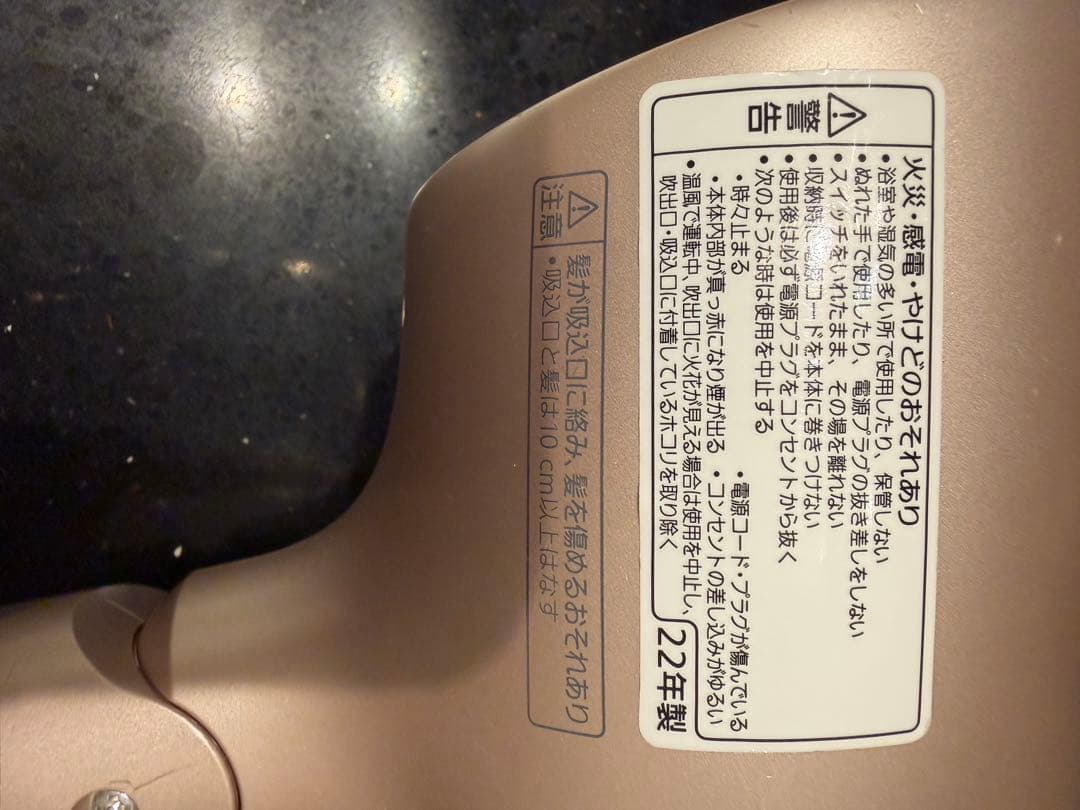 ⚠警告
火災・感電・やけどのおそれあり
•浴室や湿気の多い所で使用したり、保管しない
•ぬれた手で使用したり、電源プラグの抜き差しをしない
•スイッチをいれたまま、その場を離れない
•収納時に電源コードを本体に巻きつけない
•使用後は必ず電源プラグをコンセントから抜く
•次のような時は使用を中止する
•電源コード・プラグが傷んでいる
•時々止まる •コンセントの差し込みがゆるい
•本体内部が真っ赤になり煙が出る
•温風で運転中、吹出口に火花が見える場合は使用を中止し、
吹出口・吸込口に付着しているホコリを取り除く
22年製
⚠注意
髪が吸込口に絡み、髪を傷めるおそれあり
•吸込口と髪は10 cm以上はなす